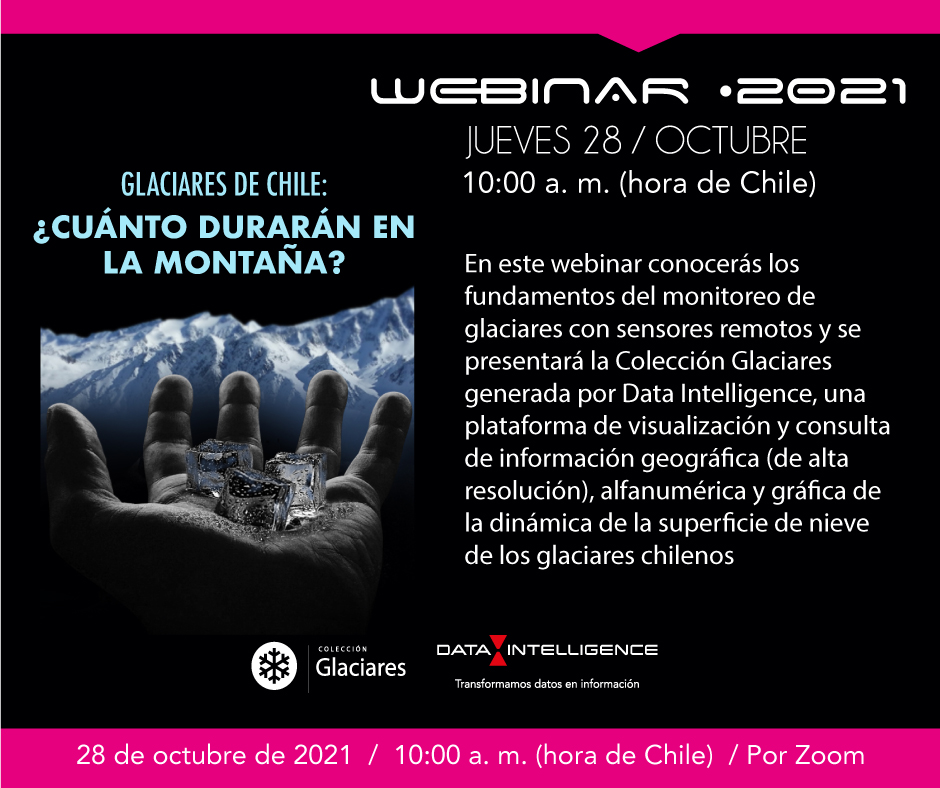 WEBINAR • 2021
JUEVES 28 / OCTUBRE
10:00 a. m. (hora de Chile)
GLACIARES DE CHILE:
¿CUÁNTO DURARÁN EN
LA MONTAÑA?
En este webinar conocerás los
fundamentos del monitoreo de
glaciares con sensores remotos y se
presentará la Colección Glaciares
generada por Data Intelligence, una
plataforma de visualización y consulta
de información geográfica (de alta
resolución), alfanumérica y gráfica de
la dinámica de la superficie de nieve
de los glaciares chilenos
COLECCIÓN
Glaciares
DATA INTELLIGENCE
Transformamos datos en información
28 de octubre de 2021 / 10:00 a. m. (hora de Chile) / Por Zoom